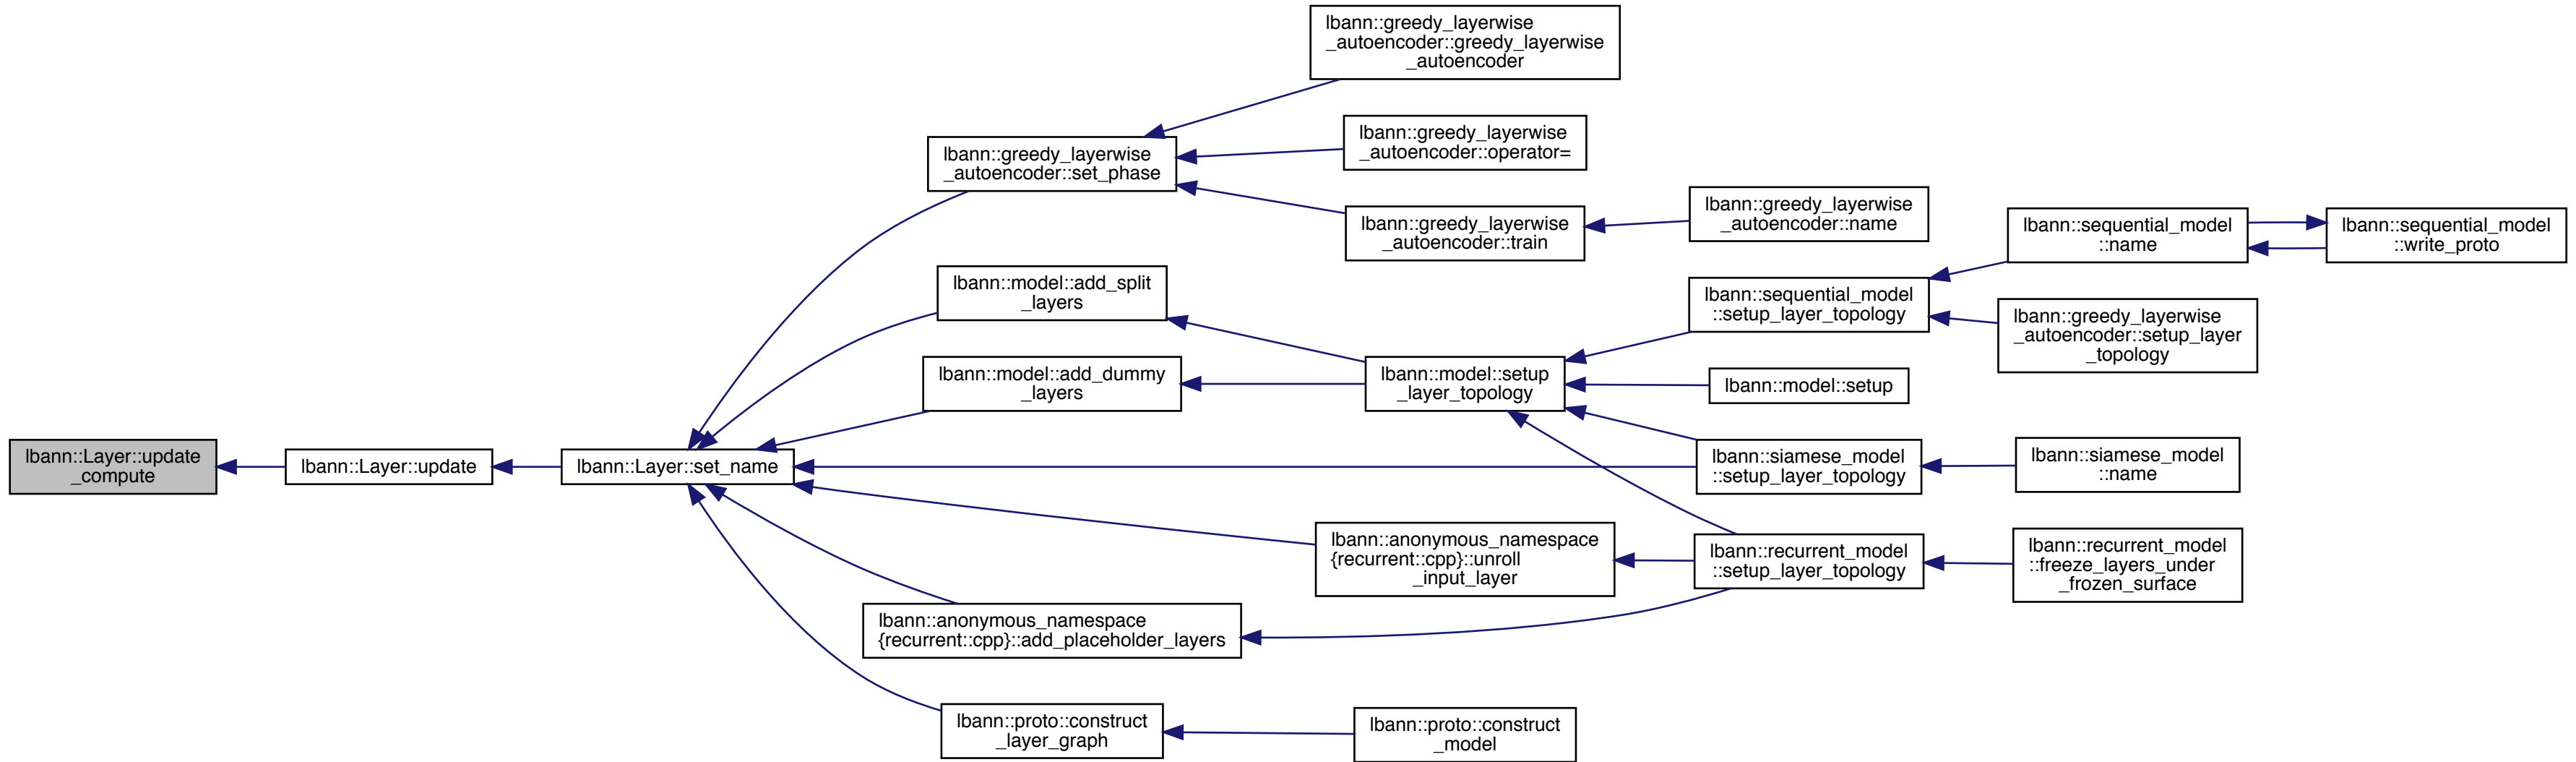 lbann::greedy_layerwise
_autoencoder::greedy_layerwise
_autoencoder
lbann::greedy_layerwise
_autoencoder::operator=
lbann::greedy_layerwise
_autoencoder::set_phase
lbann::greedy_layerwise
_autoencoder::train
lbann::greedy_layerwise
_autoencoder::name
lbann::sequential_model
::name
lbann::sequential_model
::write_proto
lbann::model::add_split
_layers
lbann::sequential_model
::setup_layer_topology
lbann::greedy_layerwise
_autoencoder::setup_layer
_topology
lbann::model::add_dummy
_layers
lbann::model::setup
_layer_topology
lbann::model::setup
lbann::Layer::update
_compute
lbann::Layer::update
lbann::Layer::set_name
lbann::siamese_model
::setup_layer_topology
lbann::siamese_model
::name
lbann::anonymous_namespace
{recurrent::cpp}::unroll
_input_layer
lbann::recurrent_model
::setup_layer_topology
lbann::recurrent_model
::freeze_layers_under
_frozen_surface
lbann::anonymous_namespace
{recurrent::cpp}::add_placeholder_layers
lbann::proto::construct
_layer_graph
lbann::proto::construct
_model